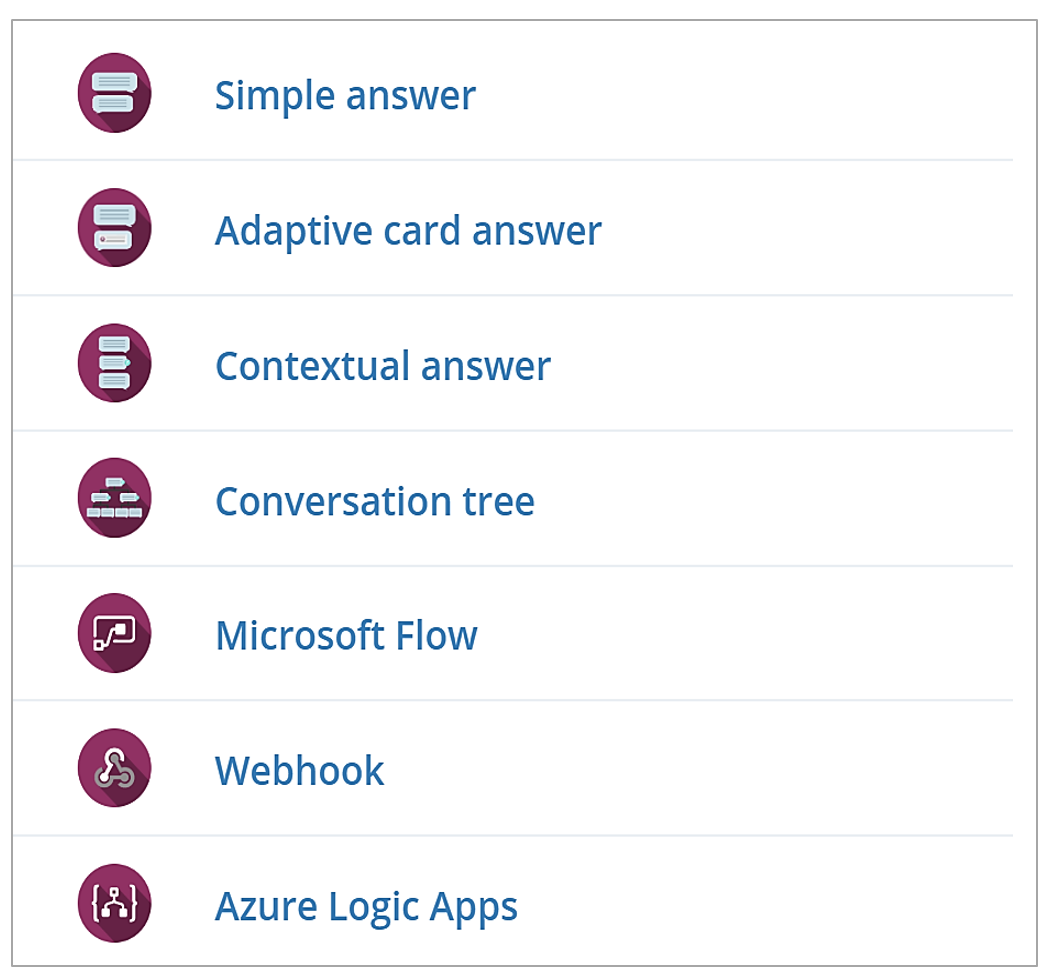 Simple answer
Adaptive card answer
Contextual answer
Conversation tree
Microsoft Flow
Webhook
Azure Logic Apps